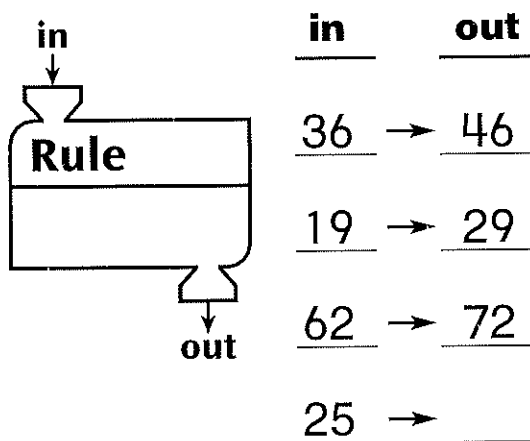 in
Rule
out
in out
36 → 46
19 → 29
62 → 72
25 →